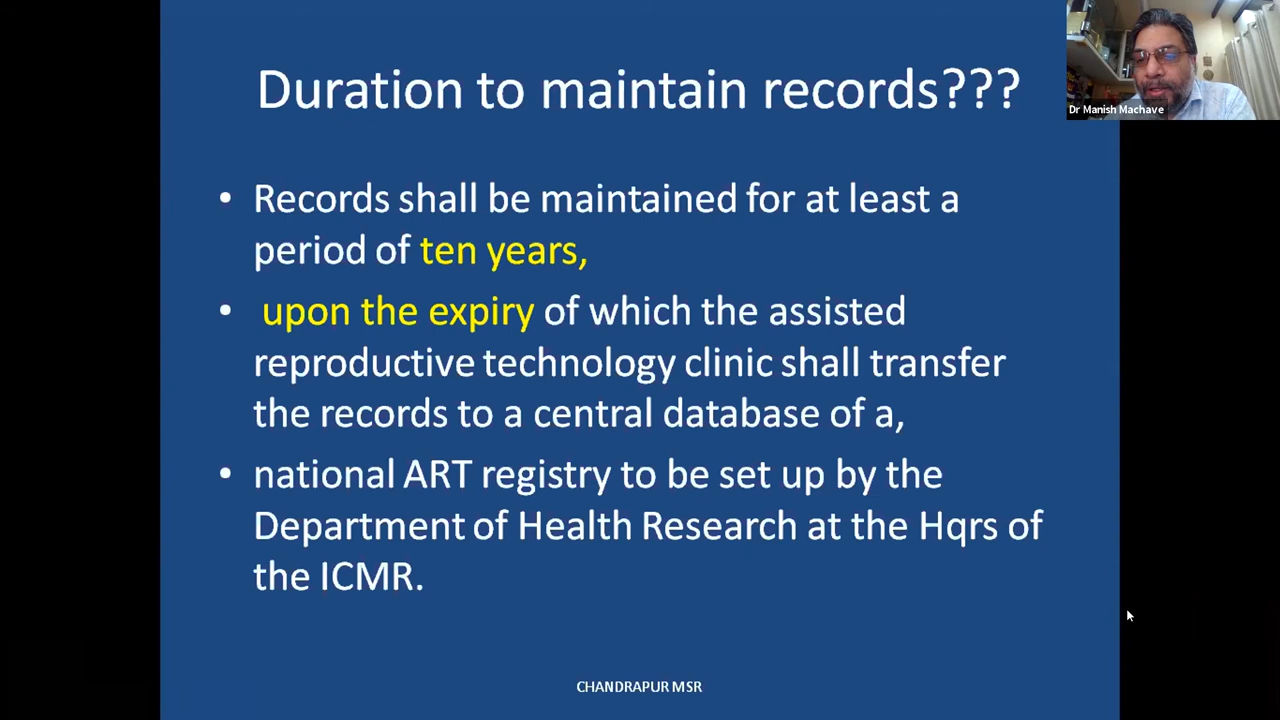 Duration to maintain records???
Dr Manish Machave
• Records shall be maintained for at least a
period of ten years,
• upon the expiry of which the assisted
reproductive technology clinic shall transfer
the records to a central database of a,
• national ART registry to be set up by the
Department of Health Research at the Hqrs of
the ICMR.
CHANDRAPUR MSR